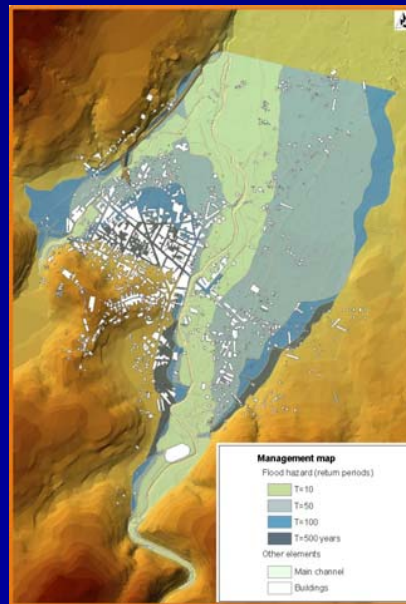 Management map
Flood hazard (return periods)
T=10
T=50
T=100
T=500 years
Other elements
Main channel
Buildings